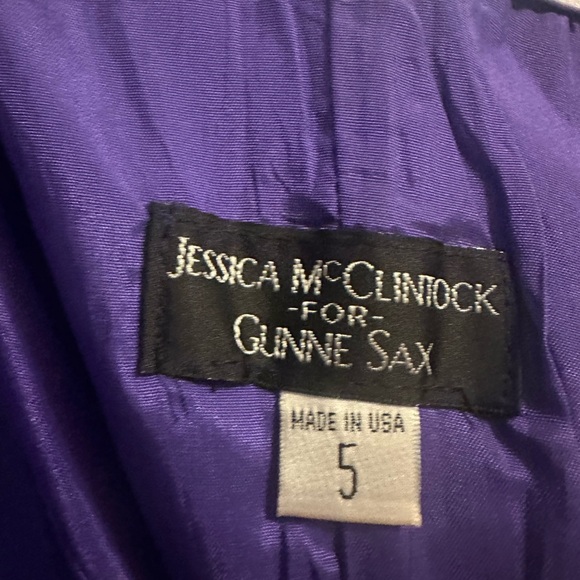 JESSICA McCLINTOCK
-FOR-
GUNNE SAX
MADE IN USA
5